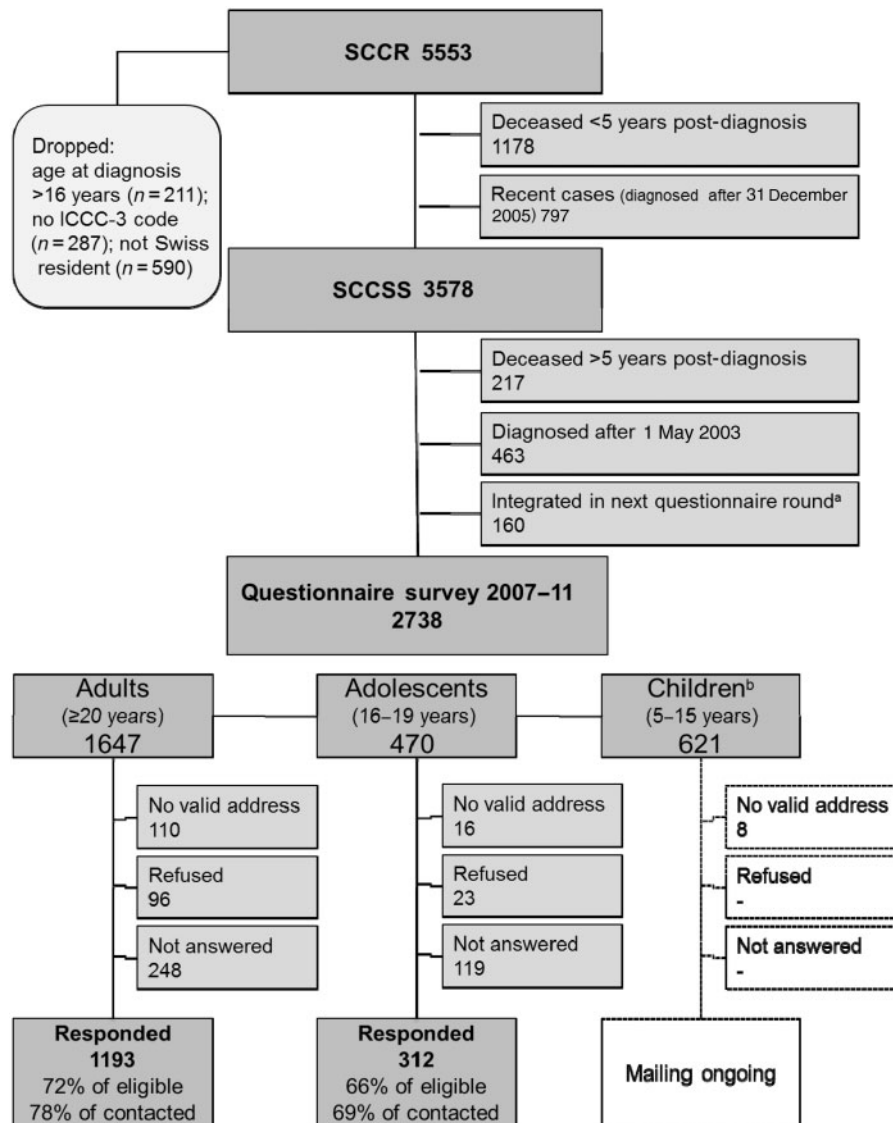 SCCR 5553
Dropped:
age at diagnosis
>16 years (n = 211);
no ICCC-3 code
(n = 287); not Swiss
resident (n = 590)
Deceased <5 years post-diagnosis
1178
Recent cases (diagnosed after 31 December
2005) 797
SCCSS 3578
Deceased >5 years post-diagnosis
217
Diagnosed after 1 May 2003
463
Integrated in next questionnaire roundᵃ
160
Questionnaire survey 2007–11
2738
Adults
(≥20 years)
1647
Adolescents
(16–19 years)
470
Childrenᵇ
(5–15 years)
621
No valid address
110
Refused
96
Not answered
248
No valid address
16
Refused
23
Not answered
119
No valid address
8
Refused
-
Not answered
-
Responded
1193
72% of eligible
78% of contacted
Responded
312
66% of eligible
69% of contacted
Mailing ongoing